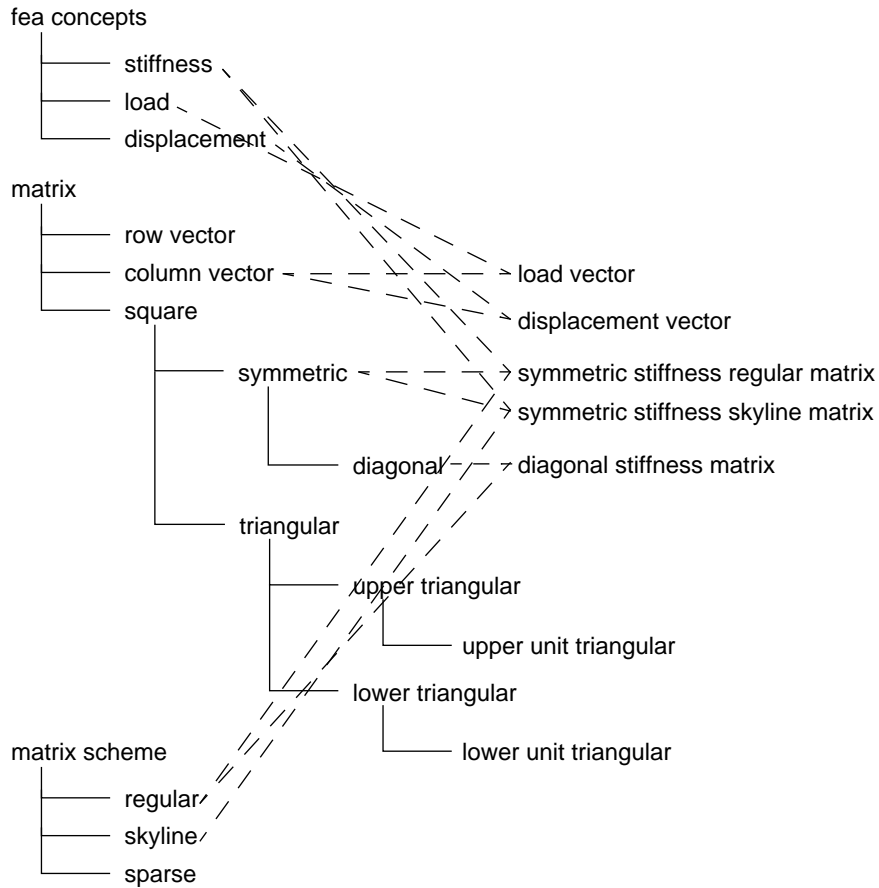 fea concepts
stiffness
load
displacement
matrix
row vector
column vector
load vector
square
displacement vector
symmetric
symmetric stiffness regular matrix
symmetric stiffness skyline matrix
diagonal
diagonal stiffness matrix
triangular
upper triangular
upper unit triangular
lower triangular
matrix scheme
lower unit triangular
regular
skyline
sparse